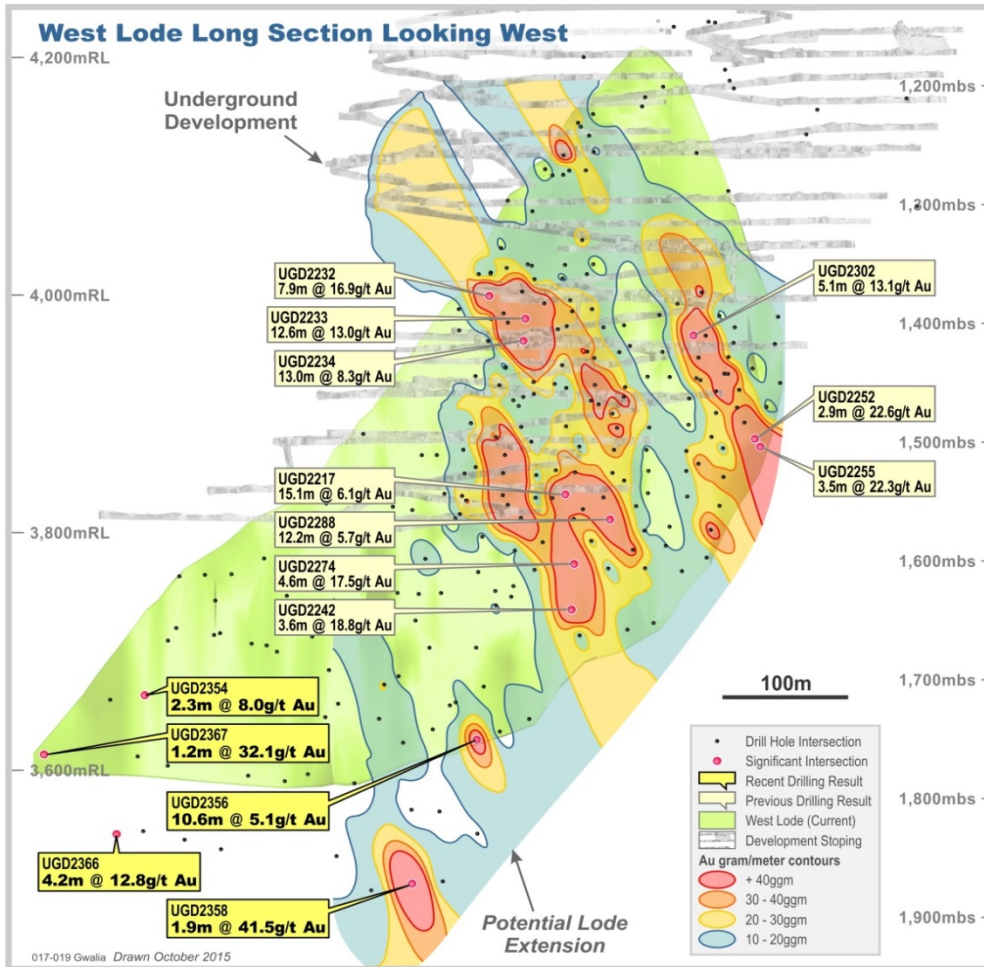 West Lode Long Section Looking West
4,200mRL
1,200mbs
Underground
Development
1,300mbs
UGD2232
7.9m @ 16.9g/t Au
UGD2302
5.1m @ 13.1g/t Au
4,000mRL
UGD2233
12.6m @ 13.0g/t Au
1,400mbs
UGD2234
13.0m @ 8.3g/t Au
UGD2252
2.9m @ 22.6g/t Au
1,500mbs
UGD2255
3.5m @ 22.3g/t Au
UGD2217
15.1m @ 6.1g/t Au
UGD2288
12.2m @ 5.7g/t Au
3,800mRL
1,600mbs
UGD2274
4.6m @ 17.5g/t Au
UGD2242
3.6m @ 18.8g/t Au
1,700mbs
UGD2354
2.3m @ 8.0g/t Au
100m
UGD2367
1.2m @ 32.1g/t Au
3,600mRL
UGD2356
10.6m @ 5.1g/t Au
1,800mbs
UGD2366
4.2m @ 12.8g/t Au
UGD2358
1.9m @ 41.5g/t Au
Potential Lode
Extension
1,900mbs
Drill Hole Intersection
Significant Intersection
Recent Drilling Result
Previous Drilling Result
West Lode (Current)
Development Stoping
Au gram/meter contours
+ 40ggm
30 - 40ggm
20 - 30ggm
10 - 20ggm
017-019 Gwalia Drawn October 2015